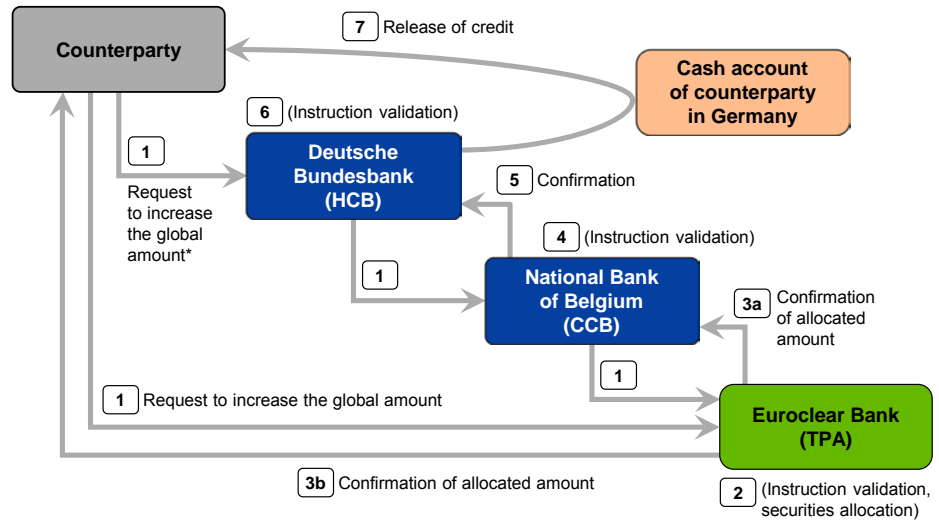 7 Release of credit
Counterparty
Cash account
of counterparty
in Germany
6 (Instruction validation)
1
Request
to increase
the global
amount*
Deutsche
Bundesbank
(HCB)
5 Confirmation
4 (Instruction validation)
1
National Bank
of Belgium
(CCB)
3a Confirmation
of allocated
amount
1
1 Request to increase the global amount
Euroclear Bank
(TPA)
3b Confirmation of allocated amount
2 (Instruction validation,
securities allocation)